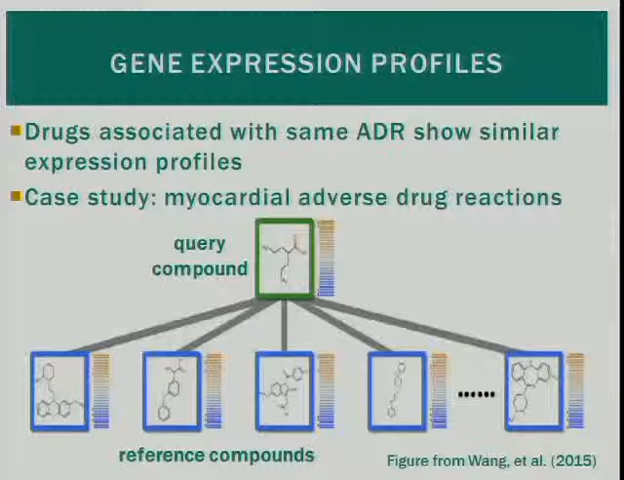 GENE EXPRESSION PROFILES
Drugs associated with same ADR show similar
expression profiles
Case study: myocardial adverse drug reactions
query
compound
reference compounds
Figure from Wang, et al. (2015)